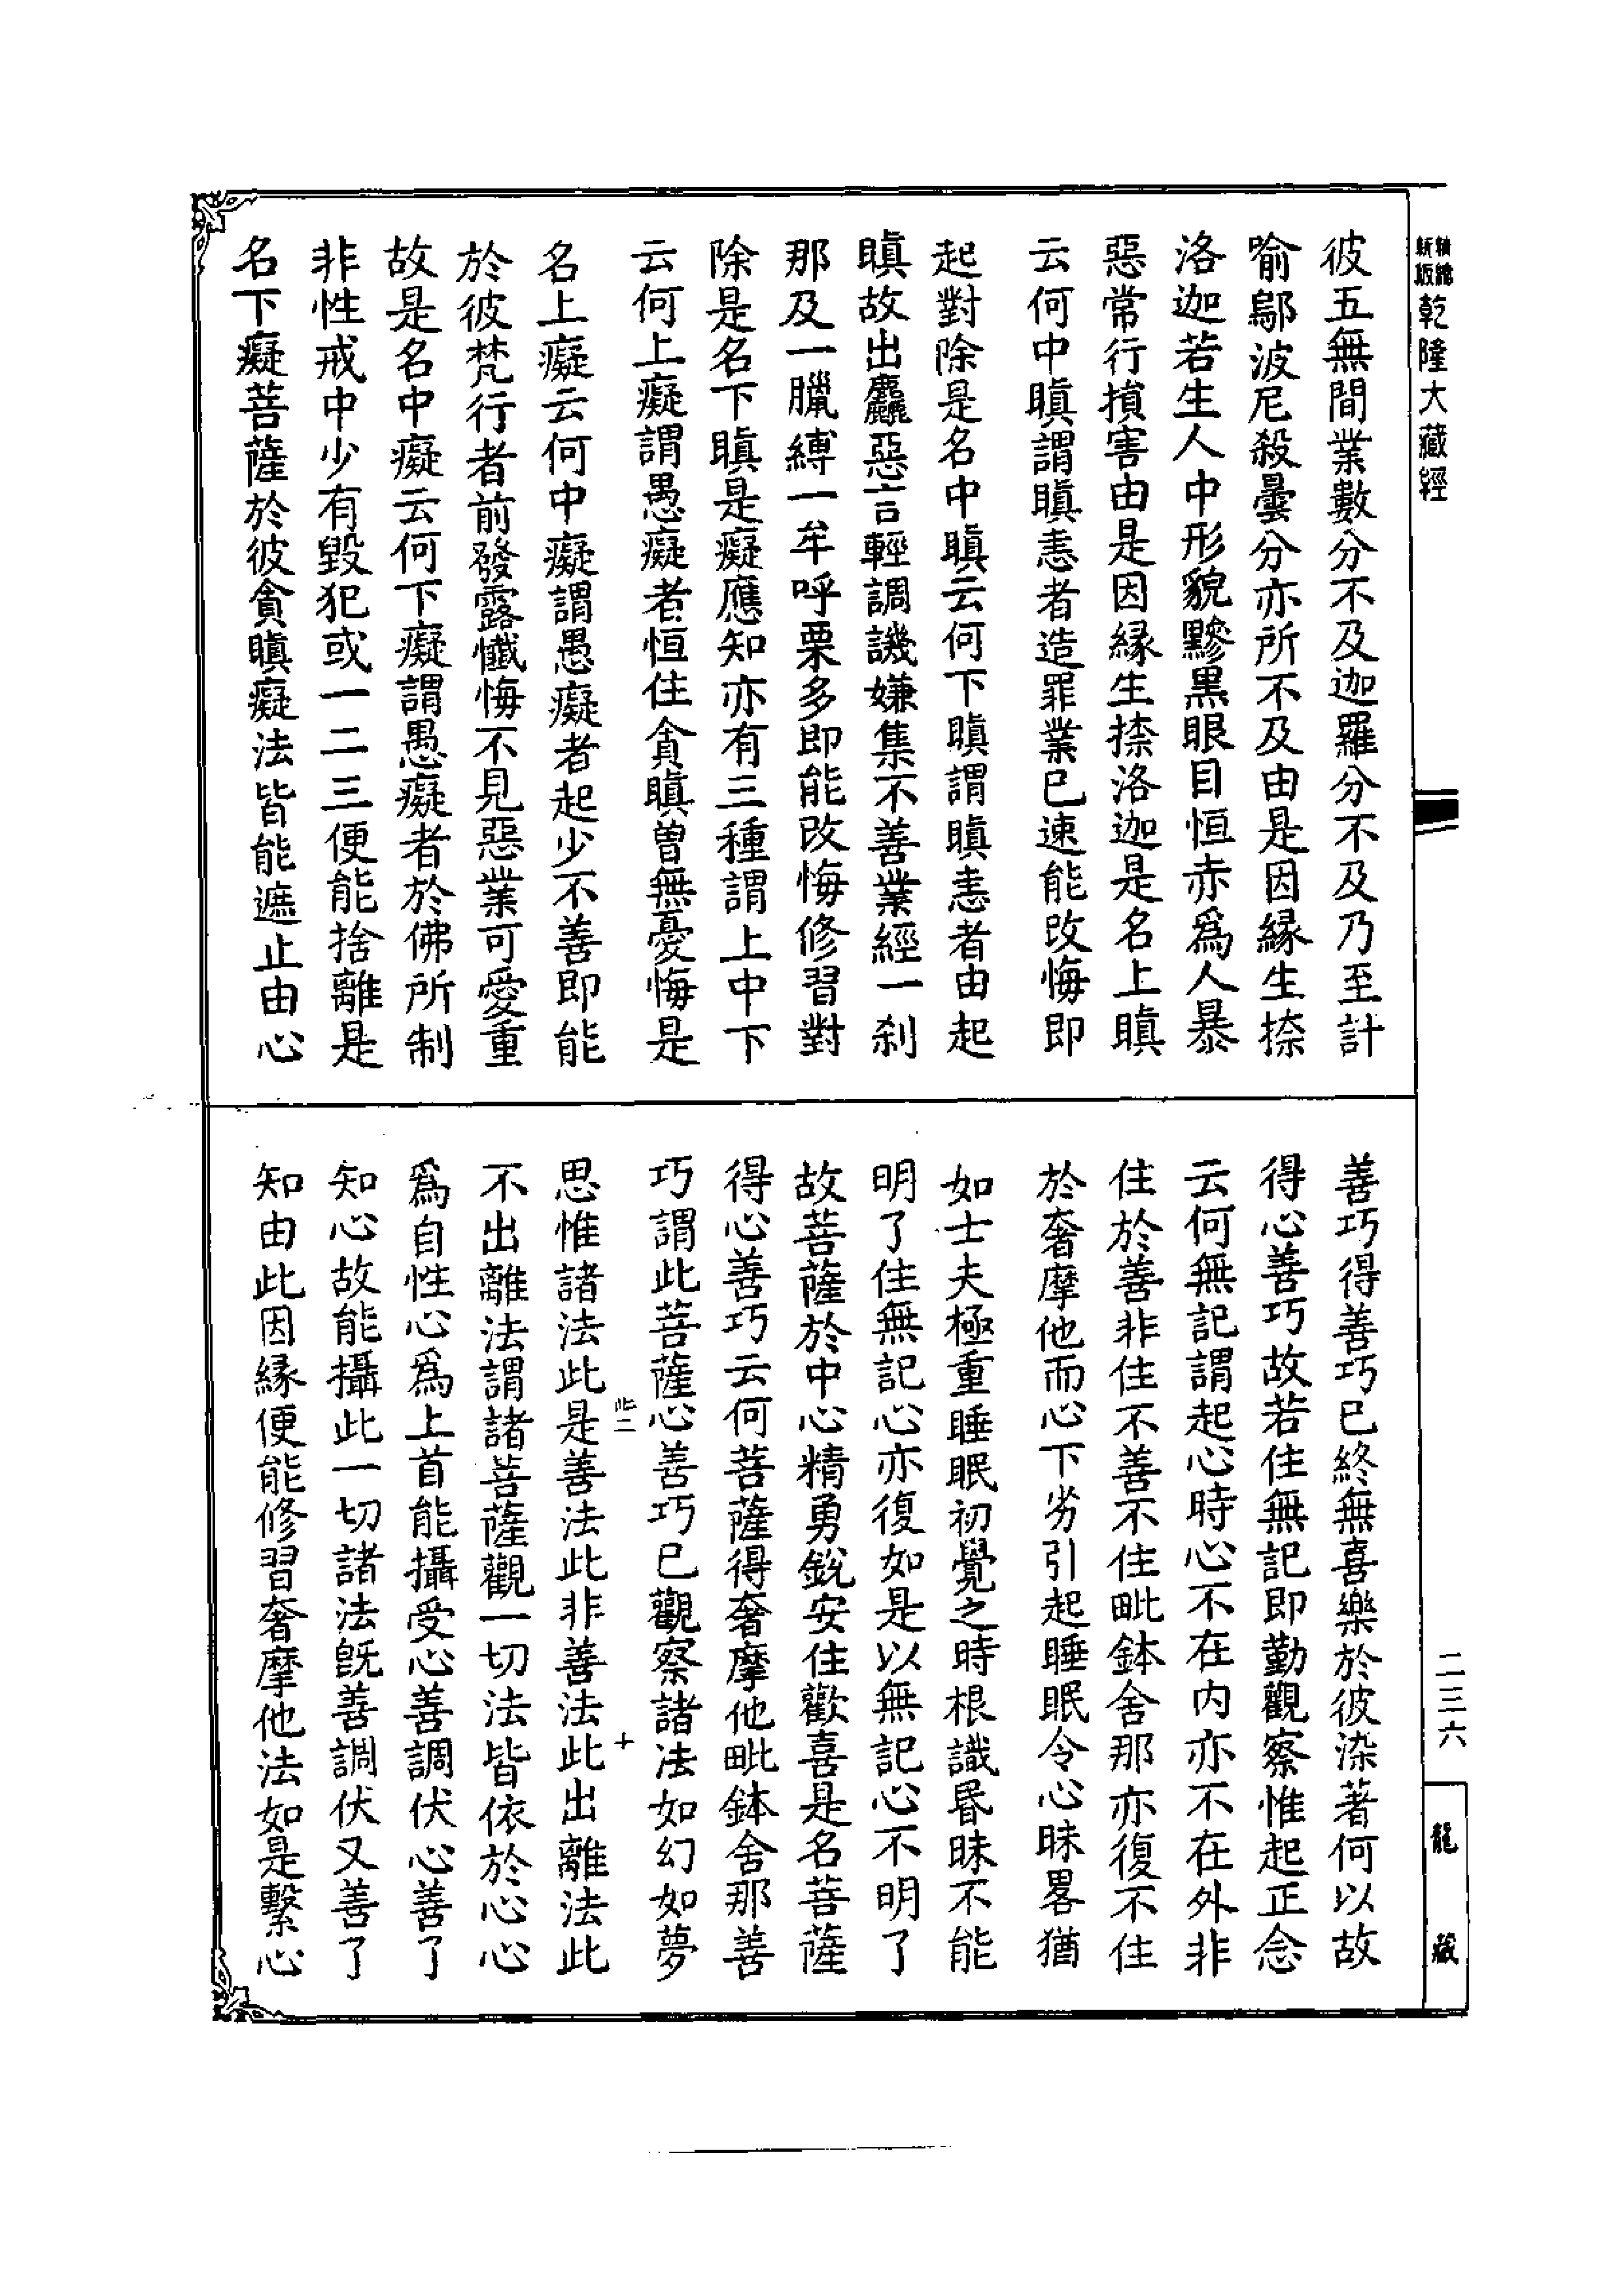 精縮
新版
乾隆大藏經
彼五無間業數分不及迦羅分不及乃至計
喻鄔波尼殺曇分亦所不及由是因緣生捺
洛迦若生人中形貌黲黑眼目恒赤爲人暴
惡常行損害由是因緣生捺洛迦是名上瞋
云何中瞋謂瞋恚者造罪業已速能改悔即
起對除是名中瞋云何下瞋謂瞋恚者由起
瞋故出麤惡言輕調譏嫌集不善業經一刹
那及一臘縛一牟呼栗多即能改悔修習對
除是名下瞋是癡應知亦有三種謂上中下
云何上癡謂愚癡者恒住貪瞋曾無憂悔是
名上癡云何中癡謂愚癡者起少不善即能
於彼梵行者前發露懺悔不見惡業可愛重
故是名中癡云何下癡謂愚癡者於佛所制
非性戒中少有毀犯或一二三便能捨離是
名下癡菩薩於彼貪瞋癡法皆能遮止由心
善巧得善巧已終無喜樂於彼染著何以故
得心善巧故若住無記即勤觀察惟起正念
云何無記謂起心時心不在内亦不在外非
住於善非住不善不住毗鉢舍那亦復不住
於奢摩他而心下劣引起睡眠令心昧畧猶
如士夫極重睡眠初覺之時根識昬昧不能
明了住無記心亦復如是以無記心不明了
故菩薩於中心精勇銳安住歡喜是名菩薩
得心善巧云何菩薩得奢摩他毗鉢舍那善
巧謂此菩薩心善巧已觀察諸法如幻如夢
思惟諸法此是善法此非善法此出離法此
不出離法謂諸菩薩觀一切法皆依於心心
爲自性心爲上首能攝受心善調伏心善了
知心故能攝此一切諸法旣善調伏又善了
知由此因緣便能修習奢摩他法如是繫心
此二
十
二三六
龍藏